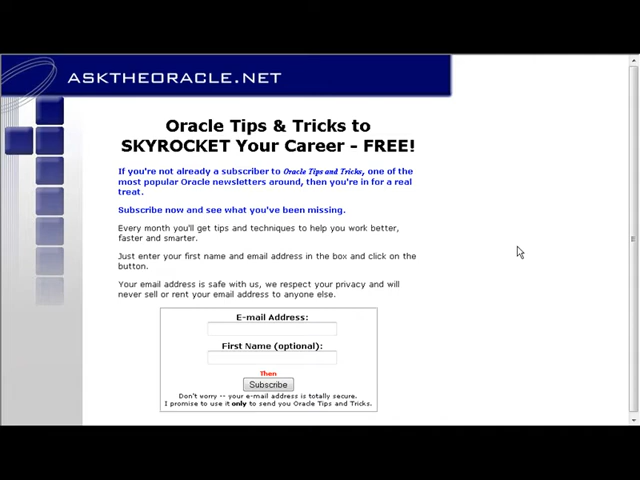 ASKTHEORACLE.NET
Oracle Tips & Tricks to
SKYROCKET Your Career - FREE!
If you're not already a subscriber to Oracle Tips and Tricks, one of the
most popular Oracle newsletters around, then you're in for a real
treat.
Subscribe now and see what you've been missing.
Every month you'll get tips and techniques to help you work better,
faster and smarter.
Just enter your first name and email address in the box and click on the
button.
Your email address is safe with us, we respect your privacy and will
never sell or rent your email address to anyone else.
E-mail Address:
First Name (optional):
Then
Subscribe
Don't worry -- your e-mail address is totally secure.
I promise to use it only to send you Oracle Tips and Tricks.